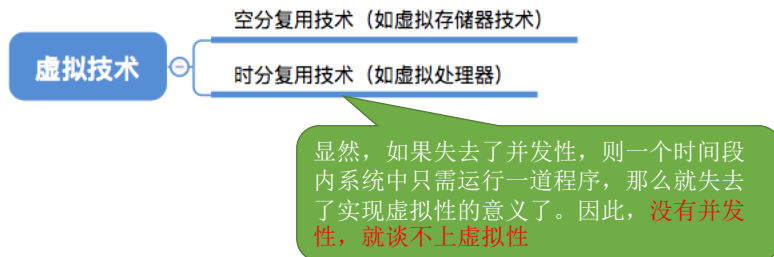 空分复用技术（如虚拟存储器技术）
虚拟技术
时分复用技术（如虚拟处理器）
显然，如果失去了并发性，则一个时间段
内系统中只需运行一道程序，那么就失去
了实现虚拟性的意义了。因此，没有并发
性，就谈不上虚拟性